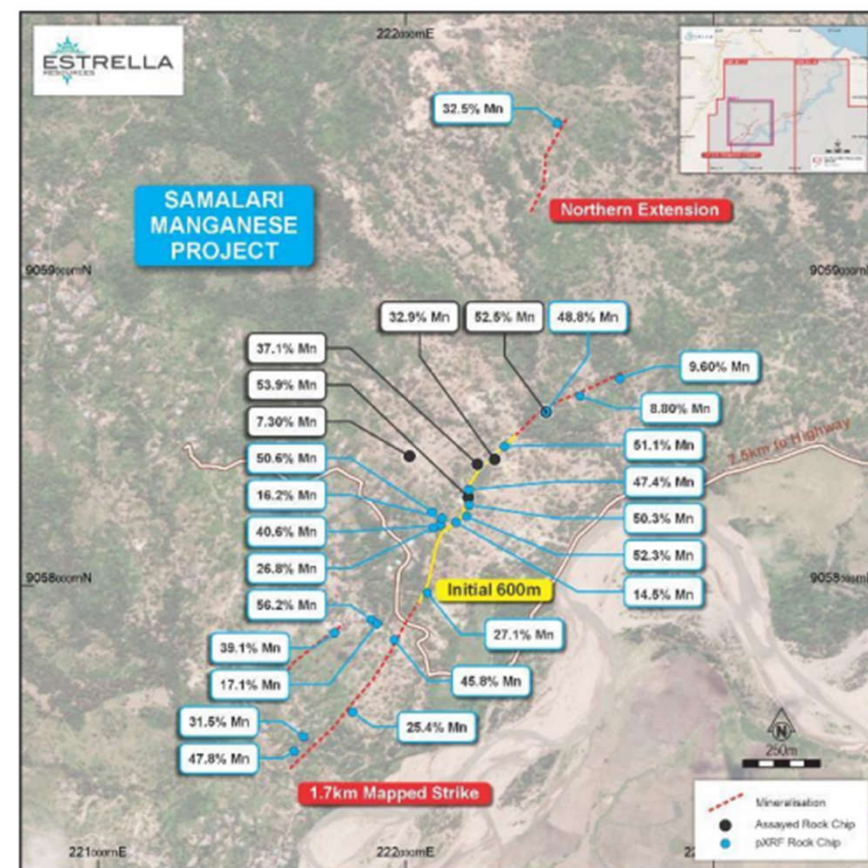 ESTRELLA
RESOURCES
222000mE
32.5% Mn
SAMALARI
MANGANESE
PROJECT
Northern Extension
9059000mN
9059000m
32.9% Mn
52.5% Mn
48.8% Mn
37.1% Mn
9.60% Mn
53.9% Mn
8.80% Mn
7.30% Mn
51.1% Mn
7.5km to Highway
50.6% Mn
47.4% Mn
16.2% Mn
50.3% Mn
40.6% Mn
52.3% Mn
26.8% Mn
9058000mN
9058000m
Initial 600m
14.5% Mn
56.2% Mn
27.1% Mn
39.1% Mn
17.1% Mn
45.8% Mn
31.5% Mn
25.4% Mn
47.8% Mn
N
250m
1.7km Mapped Strike
Mineralisation
Assayed Rock Chip
pXRF Rock Chip
221000mE
222000mE